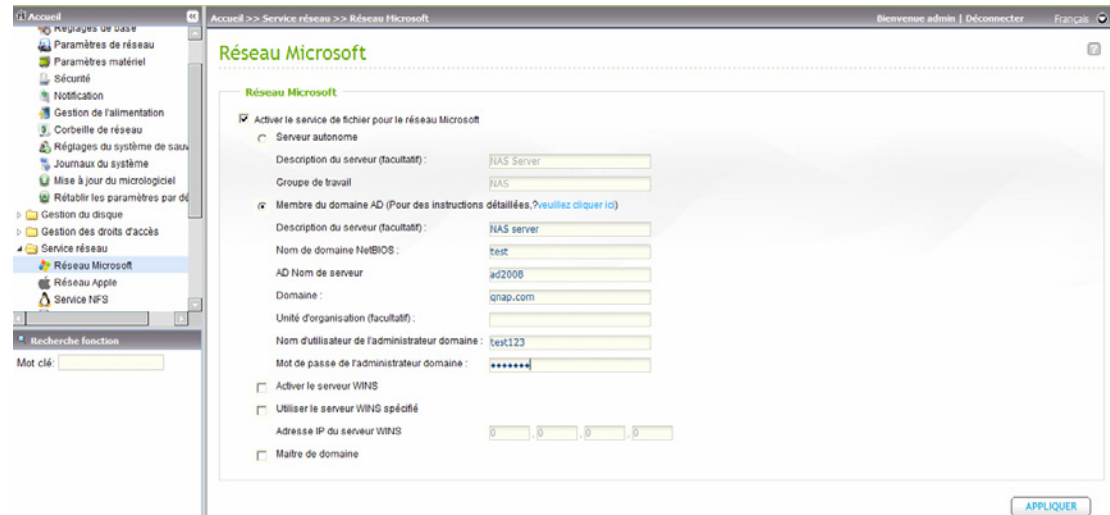 Accueil
Accueil >> Service réseau >> Réseau Microsoft
Bienvenue admin | Déconnecter
Français
Réglages de base
Paramètres de réseau
Paramètres matériel
Sécurité
Notification
Gestion de l'alimentation
Corbeille de réseau
Réglages du système de sauv
Journaux du système
Mise à jour du micrologiciel
Rétablir les paramètres par dé
Gestion du disque
Gestion des droits d'accès
Service réseau
Réseau Microsoft
Réseau Apple
Service NFS
Recherche fonction
Mot clé:
Réseau Microsoft
Réseau Microsoft
Activer le service de fichier pour le réseau Microsoft
Serveur autonome
Description du serveur (facultatif) : NAS Server
Groupe de travail NAS
Membre du domaine AD (Pour des instructions détaillées,?veuillez cliquer ici)
Description du serveur (facultatif) : NAS server
Nom de domaine NetBIOS : test
AD Nom de serveur ad2008
Domaine : qnap.com
Unité d'organisation (facultatif) :
Nom d'utilisateur de l'administrateur domaine : test123
Mot de passe de l'administrateur domaine : •••••••
Activer le serveur WINS
Utiliser le serveur WINS spécifié
Adresse IP du serveur WINS 0 . 0 . 0 . 0
Maitre de domaine
APPLIQUER